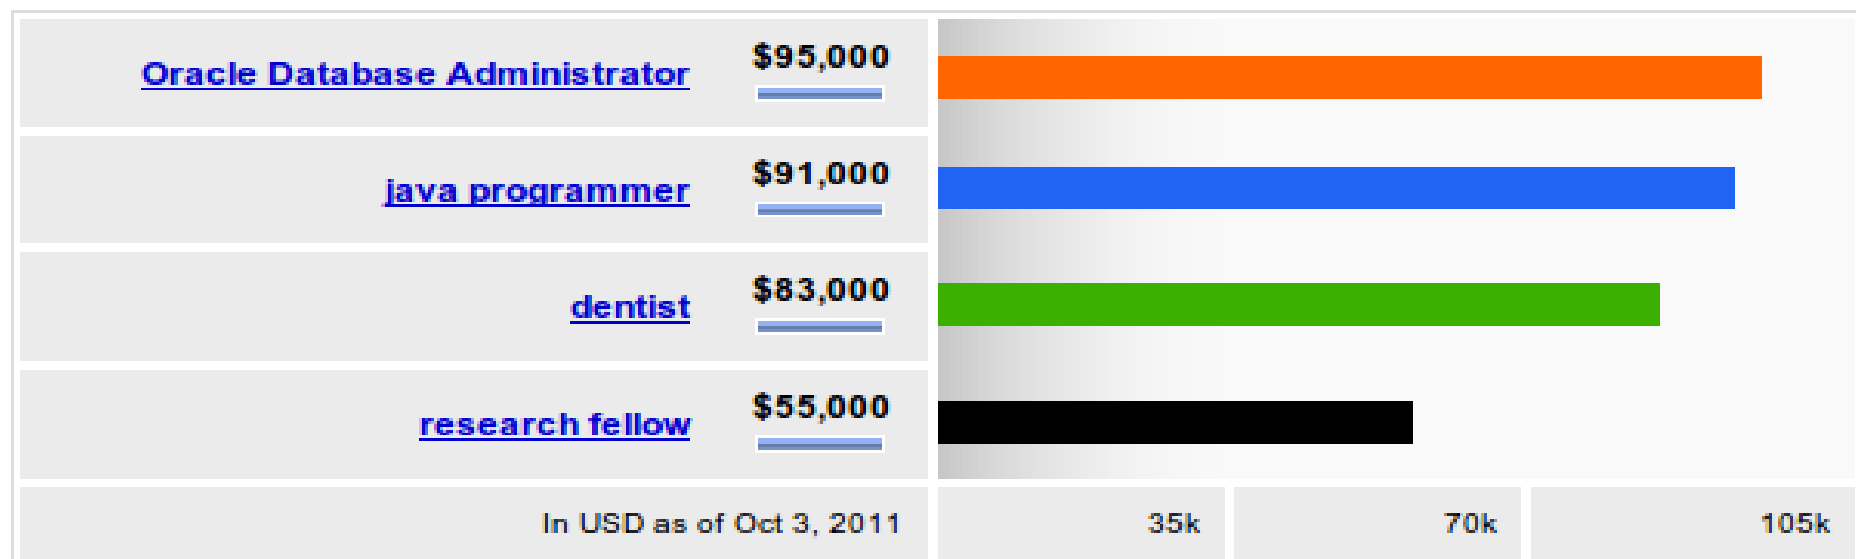 Oracle Database Administrator $95,000
java programmer $91,000
dentist $83,000
research fellow $55,000
In USD as of Oct 3, 2011 35k 70k 105k